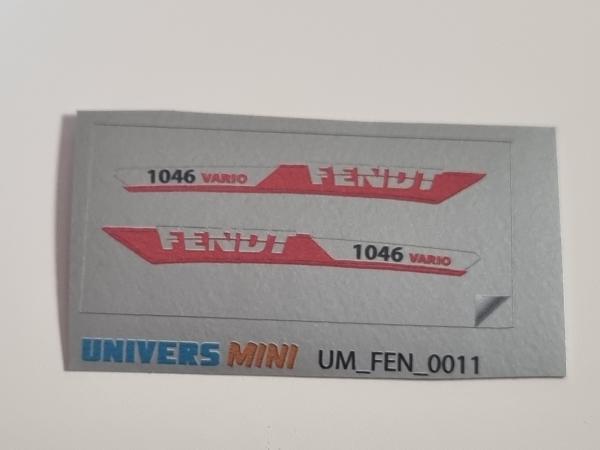 1046 VARIO FENDT
FENDT 1046 VARIO
UNIVERS MINI UM_FEN_0011